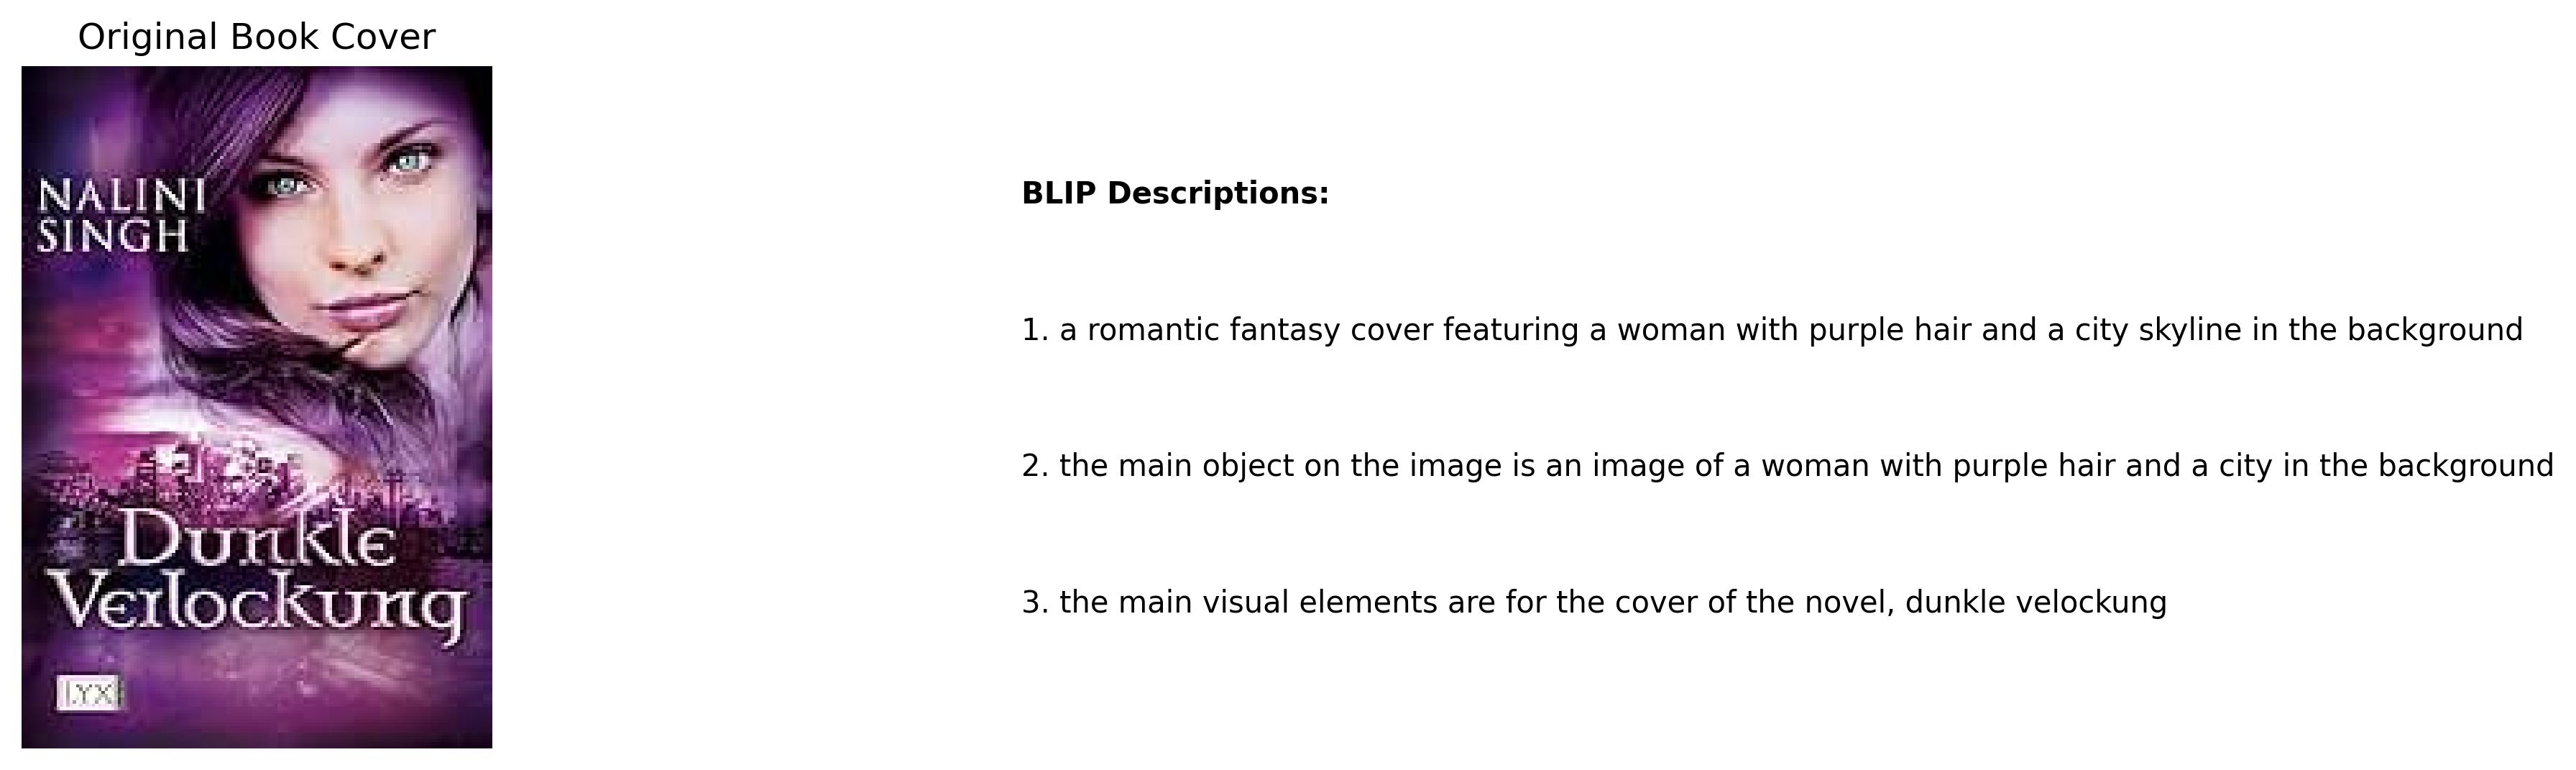 Original Book Cover
NALINI
SINGH
Dunkle
Verlockung
LYX
BLIP Descriptions:
1. a romantic fantasy cover featuring a woman with purple hair and a city skyline in the background
2. the main object on the image is an image of a woman with purple hair and a city in the background
3. the main visual elements are for the cover of the novel, dunkle velockung